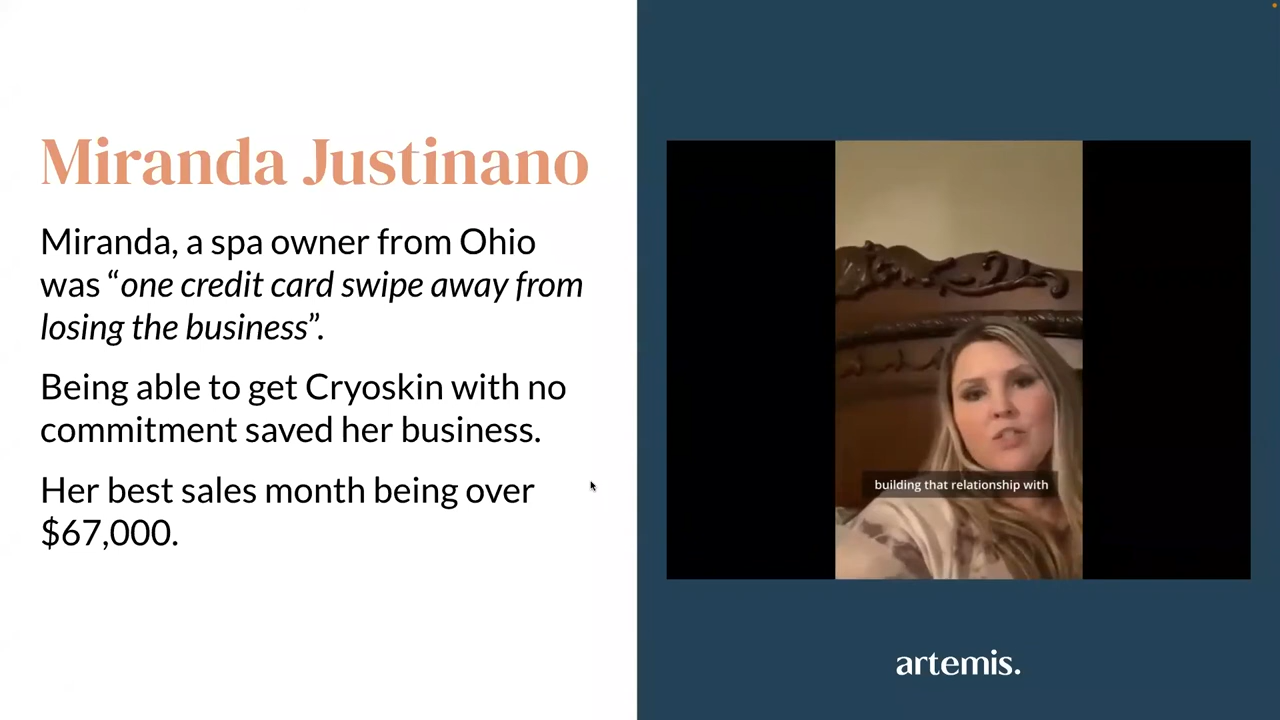 Miranda Justinano
Miranda, a spa owner from Ohio
was “one credit card swipe away from
losing the business”.
Being able to get Cryoskin with no
commitment saved her business.
Her best sales month being over
$67,000.
building that relationship with
artemis.